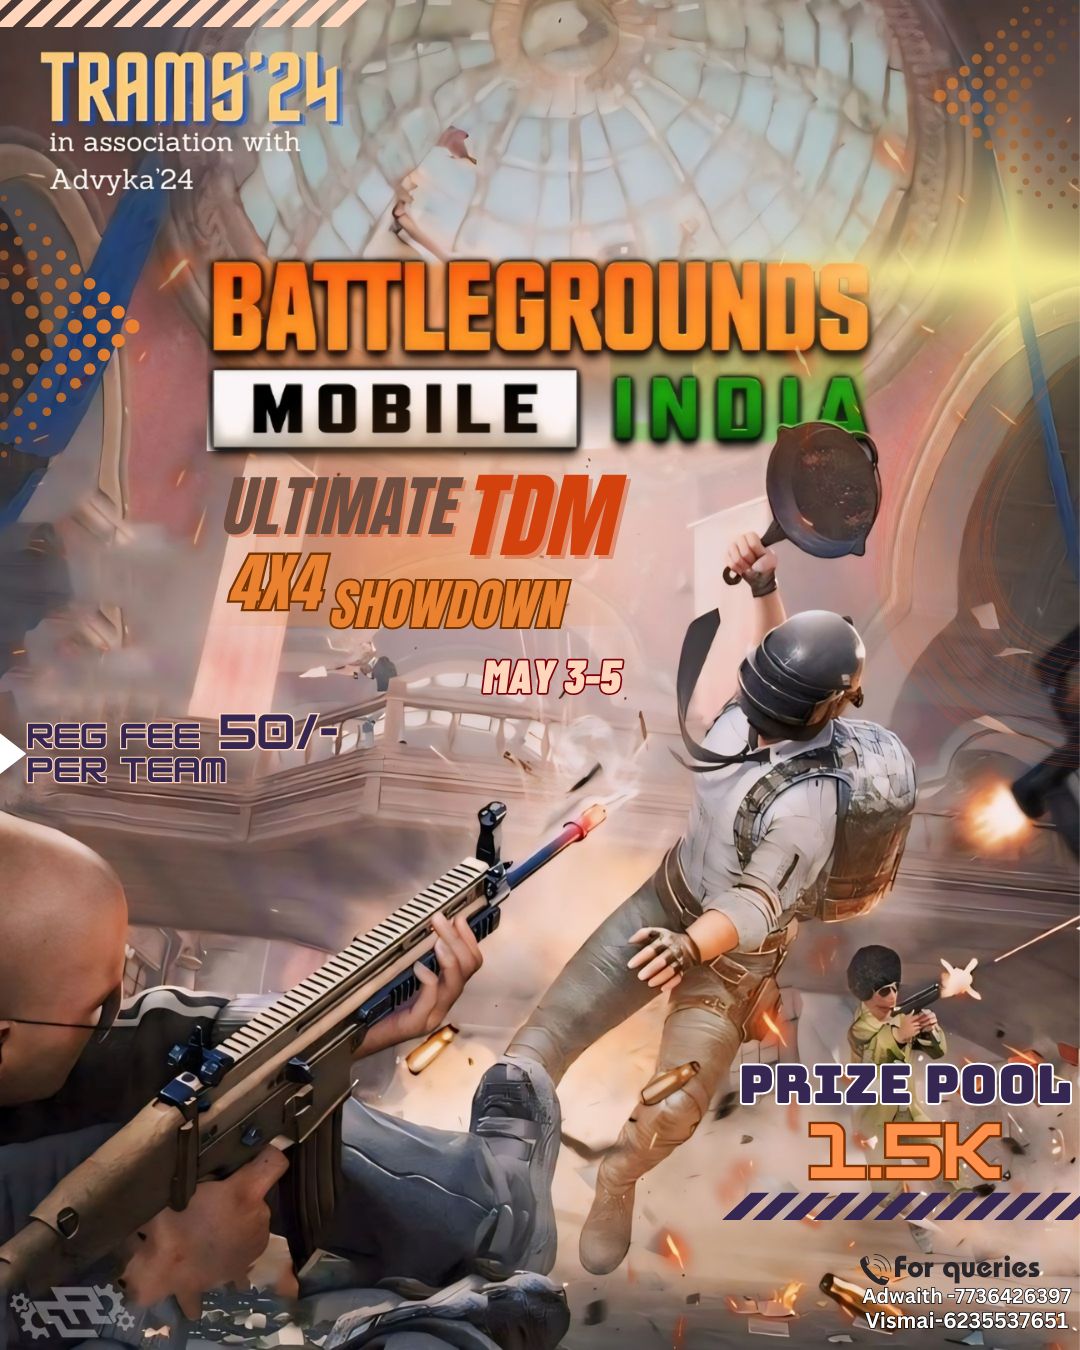 TRAMS'24
in association with
Advyka'24
BATTLEGROUNDS
MOBILE INDIA
ULTIMATE TDM
4X4 SHOWDOWN
MAY 3-5
REG FEE 50/-
PER TEAM
PRIZE POOL
1.5K
For queries
Adwaith -7736426397
Vismai-6235537651